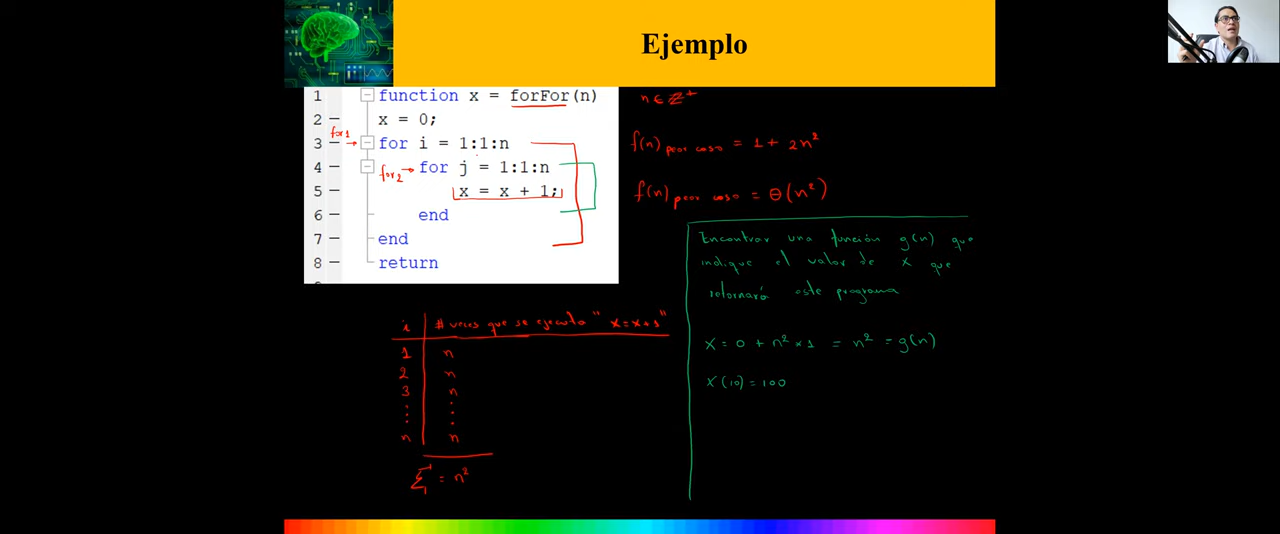 Ejemplo
1 function x = forFor(n)
2 x = 0;
for1
3 for i = 1:1:n
for2
4 for j = 1:1:n
5 x = x + 1;
6 end
7 end
8 return
n ∈ Z+
f(n) peor caso = 1 + 2n²
f(n) peor caso = Θ(n²)
Encontrar una función g(n) que
indique el valor de x que
retornará este programa
x = 0 + n² × 1 = n² = g(n)
x(10) = 100
i # veces que se ejecuta "x=x+1"
1 n
2 n
3 n
⋮ ⋮
n n
Σ = n²